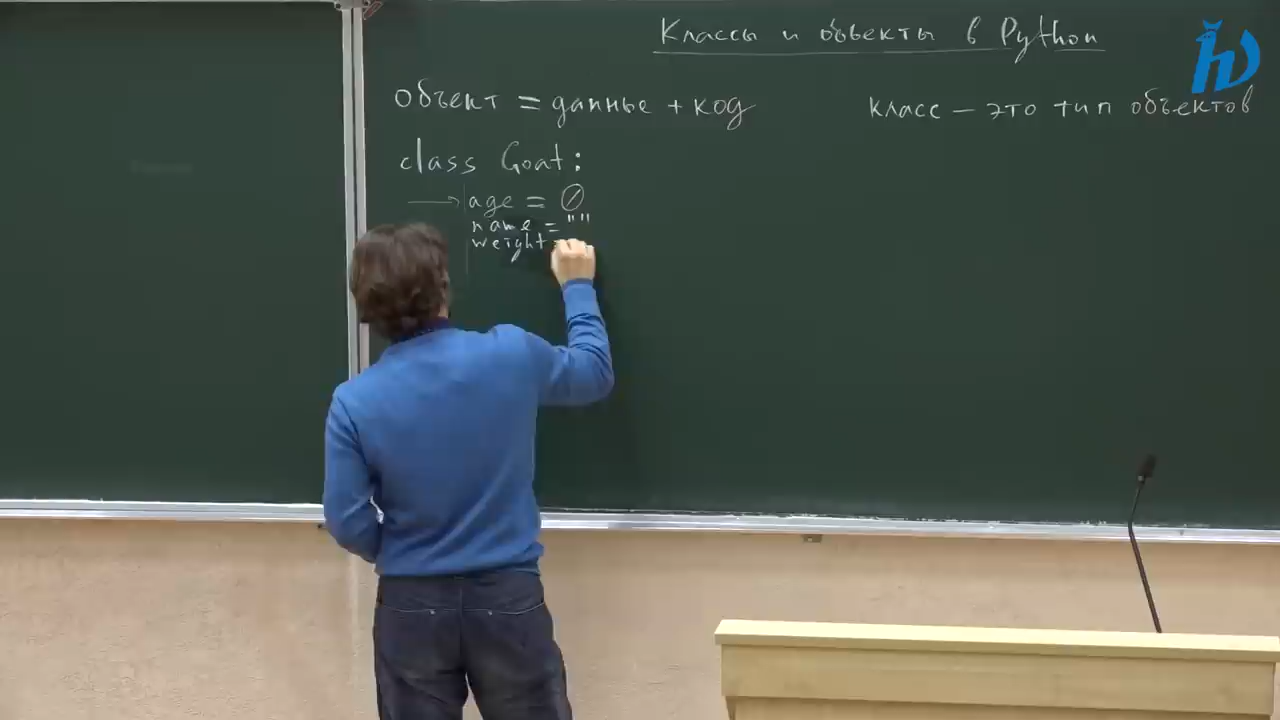 Классы и объекты в Python
объект = данные + код
класс — это тип объектов
class Goat:
→ age = 0
name = ""
weight =